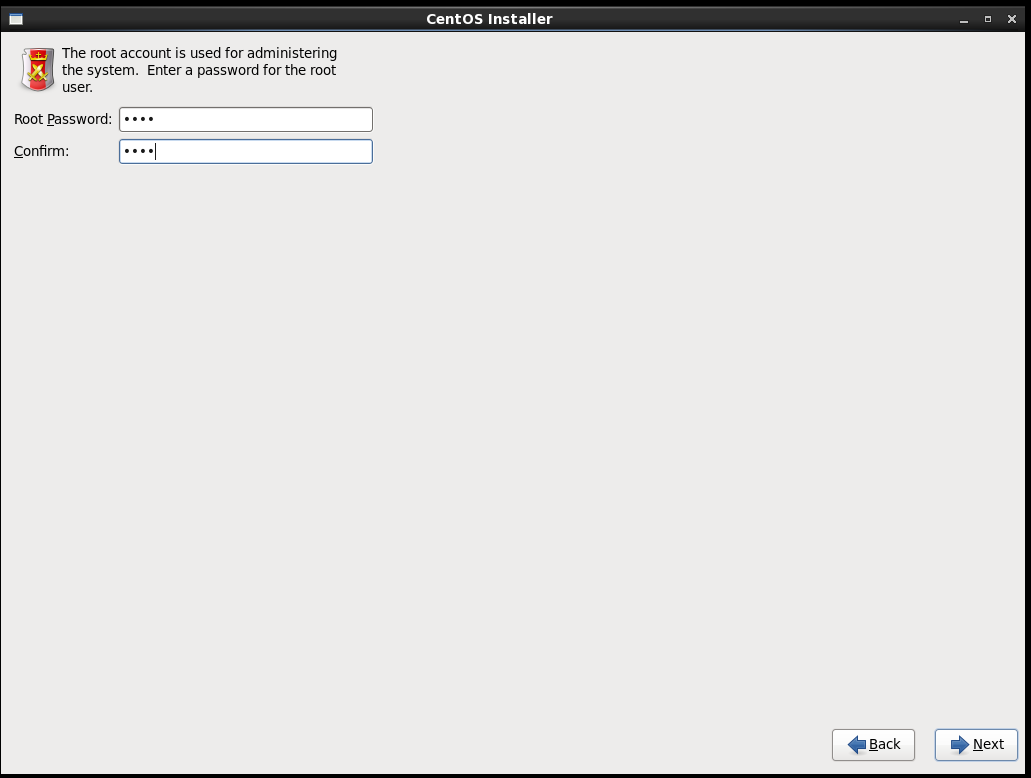 CentOS Installer
The root account is used for administering
the system.  Enter a password for the root
user.
Root Password: ••••
Confirm: ••••
Back
Next